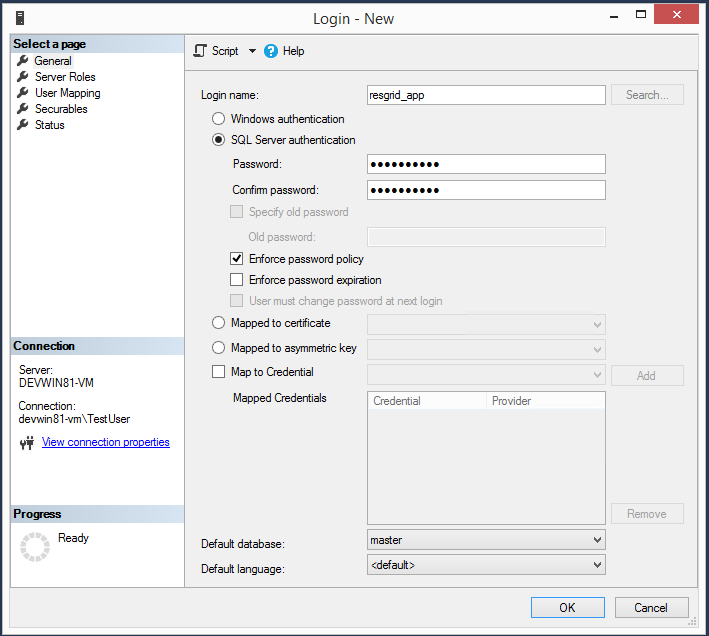 Login - New
Select a page
General
Server Roles
User Mapping
Securables
Status
Connection
Server:
DEVWIN81-VM
Connection:
devwin81-vm\TestUser
View connection properties
Progress
Ready
Script
Help
Login name:
resgrid_app
Search...
Windows authentication
SQL Server authentication
Password:
●●●●●●●●●●
Confirm password:
●●●●●●●●●●
Specify old password
Old password:
Enforce password policy
Enforce password expiration
User must change password at next login
Mapped to certificate
Mapped to asymmetric key
Map to Credential
Add
Mapped Credentials
Credential Provider
Remove
Default database:
master
Default language:
<default>
OK Cancel